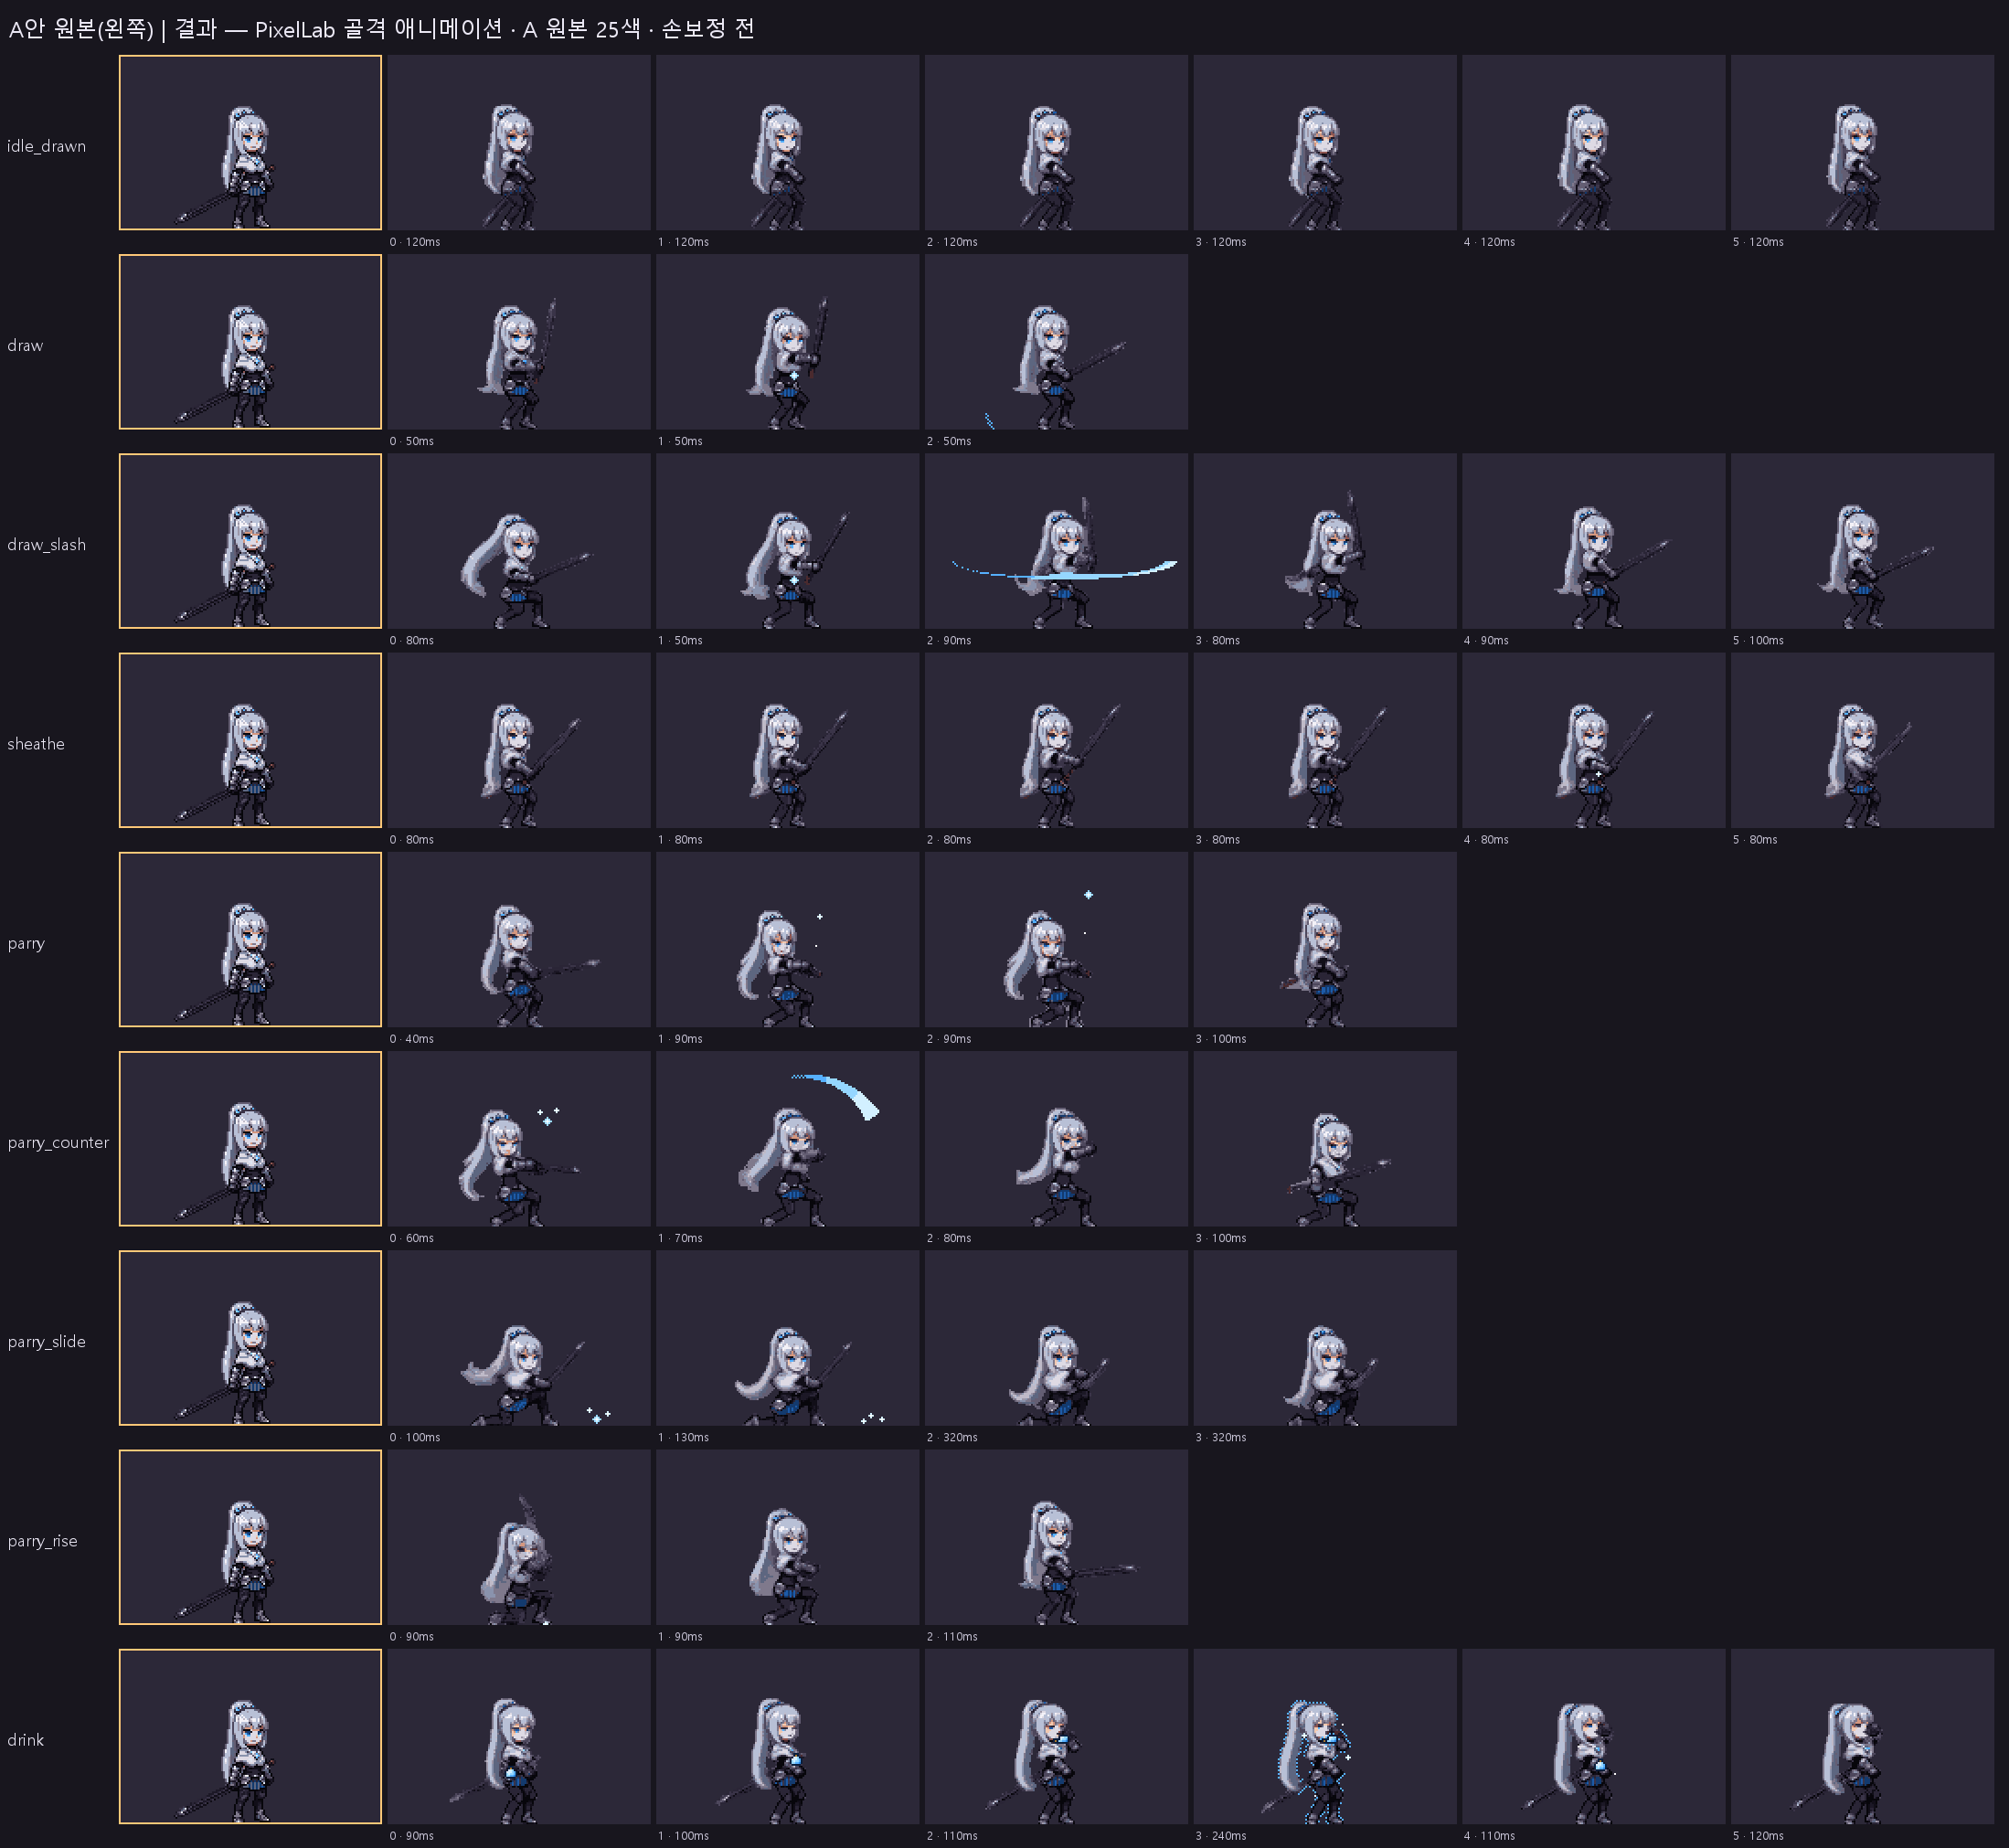 A안 원본(왼쪽) | 결과 — PixelLab 골격 애니메이션 · A 원본 25색 · 손보정 전
idle_drawn
0 · 120ms 1 · 120ms 2 · 120ms 3 · 120ms 4 · 120ms 5 · 120ms
draw
0 · 50ms 1 · 50ms 2 · 50ms
draw_slash
0 · 80ms 1 · 50ms 2 · 90ms 3 · 80ms 4 · 90ms 5 · 100ms
sheathe
0 · 80ms 1 · 80ms 2 · 80ms 3 · 80ms 4 · 80ms 5 · 80ms
parry
0 · 40ms 1 · 90ms 2 · 90ms 3 · 100ms
parry_counter
0 · 60ms 1 · 70ms 2 · 80ms 3 · 100ms
parry_slide
0 · 100ms 1 · 130ms 2 · 320ms 3 · 320ms
parry_rise
0 · 90ms 1 · 90ms 2 · 110ms
drink
0 · 90ms 1 · 100ms 2 · 110ms 3 · 240ms 4 · 110ms 5 · 120ms